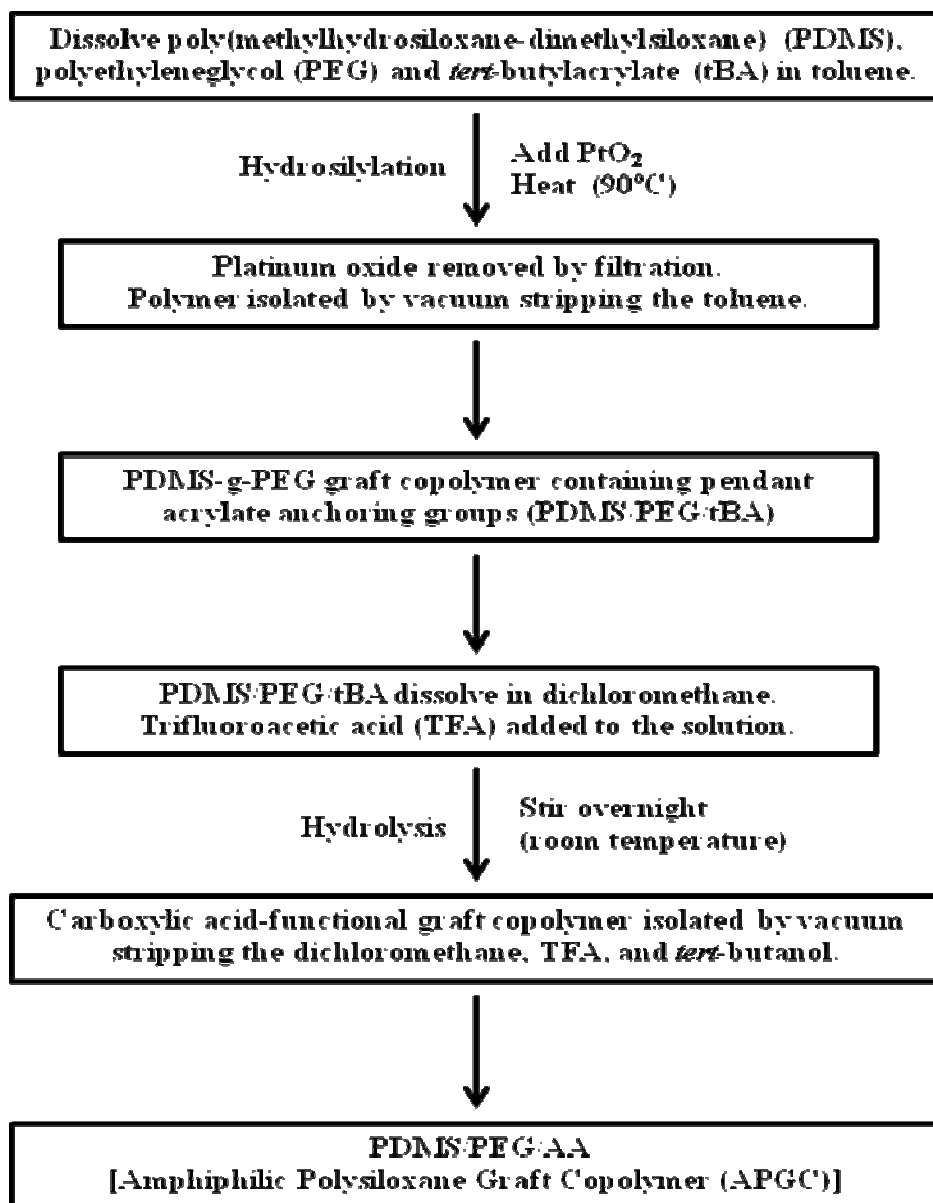 Dissolve poly(methylhydrosiloxane-dimethylsiloxane) (PDMS),
polyethyleneglycol (PEG) and tert-butylacrylate (tBA) in toluene.
Hydrosilylation
Add PtO₂
Heat (90°C)
Platinum oxide removed by filtration.
Polymer isolated by vacuum stripping the toluene.
PDMS-g-PEG graft copolymer containing pendant
acrylate anchoring groups (PDMS/PEG/tBA)
PDMS/PEG/tBA dissolve in dichloromethane.
Trifluoroacetic acid (TFA) added to the solution.
Hydrolysis
Stir overnight
(room temperature)
Carboxylic acid-functional graft copolymer isolated by vacuum
stripping the dichloromethane, TFA, and tert-butanol.
PDMS/PEG/AA
[Amphiphilic Polysiloxane Graft Copolymer (APGC)]